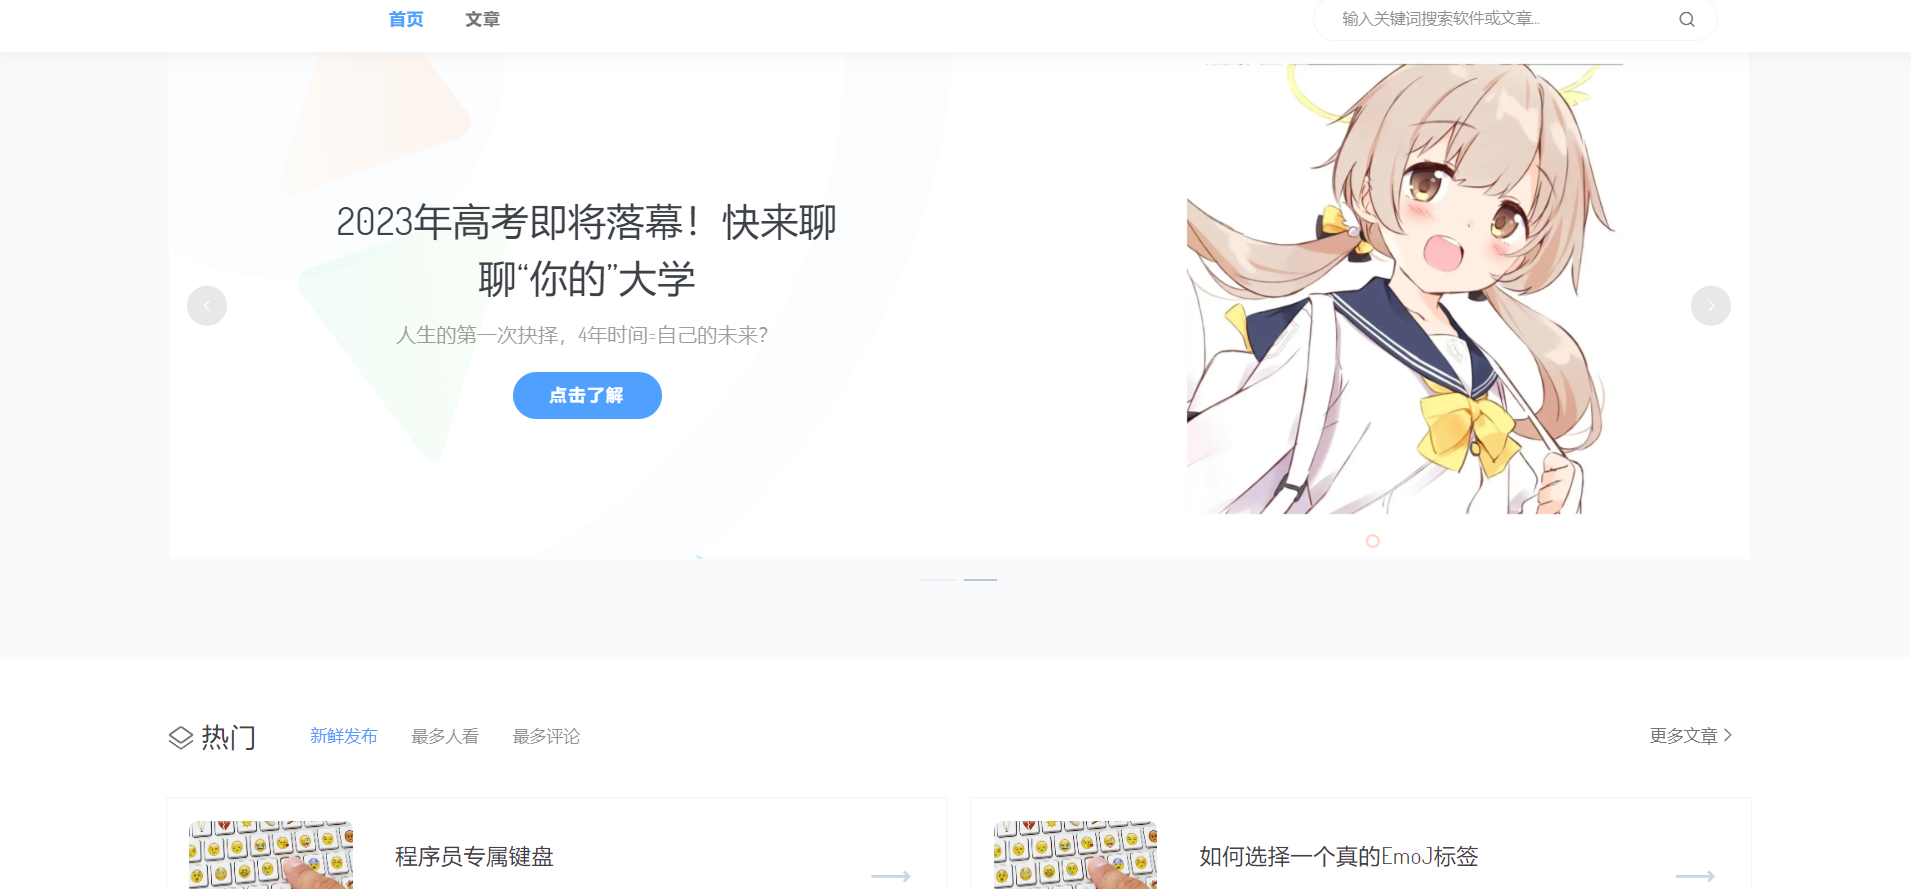 首页 文章 输入关键词搜索软件或文章...
2023年高考即将落幕！快来聊
聊“你的”大学
人生的第一次抉择，4年时间=自己的未来?
点击了解
热门 新鲜发布 最多人看 最多评论 更多文章
程序员专属键盘
如何选择一个真的EmoJ标签